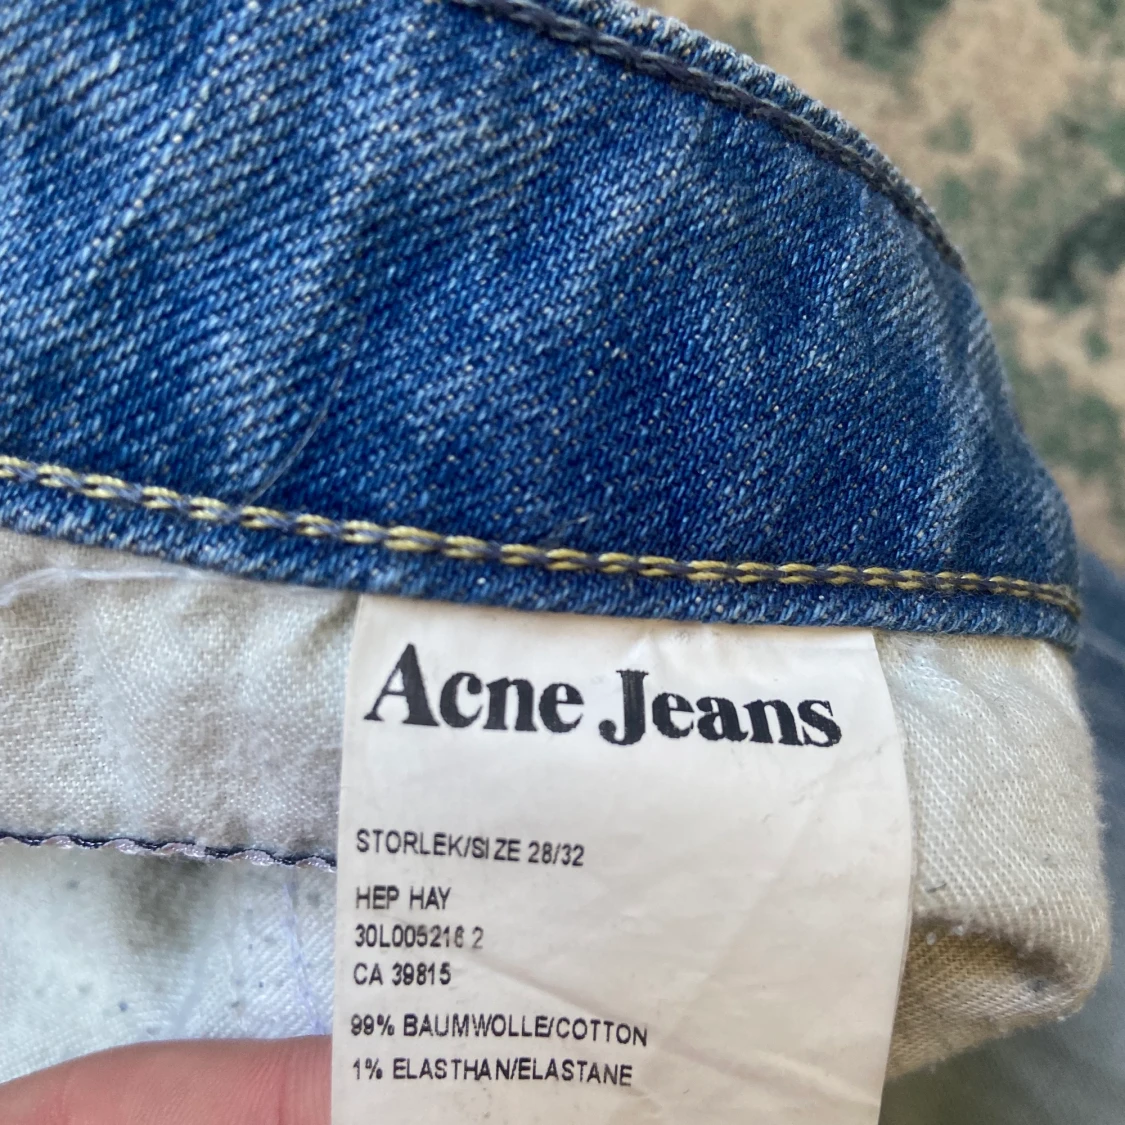 Acne Jeans
STORLEK/SIZE 28/32
HEP HAY
30L005216 2
CA 39815
99% BAUMWOLLE/COTTON
1% ELASTHAN/ELASTANE